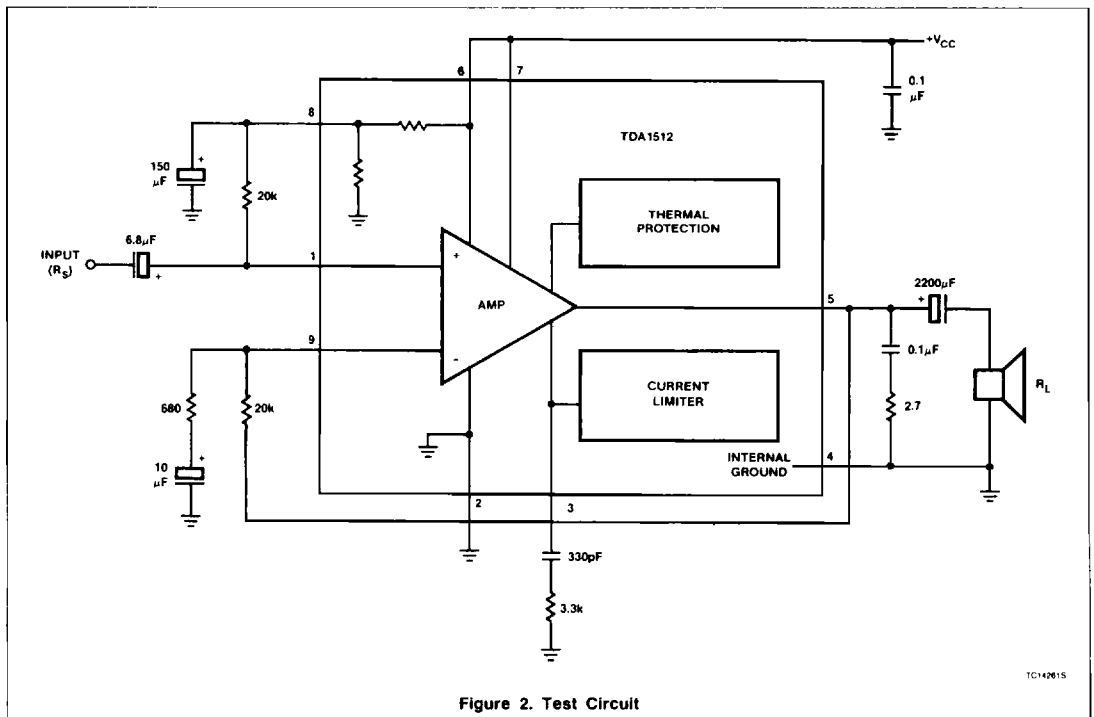 +VCC
6
7
0.1
μF
8
TDA1512
150
μF
+
20k
THERMAL
PROTECTION
INPUT
(RS)
6.8μF
+
1
+
AMP
-
2200μF
+
5
0.1μF
RL
9
CURRENT
LIMITER
680
20k
2.7
10
μF
+
INTERNAL
GROUND
4
2
3
330pF
3.3k
TC14261S
Figure 2. Test Circuit